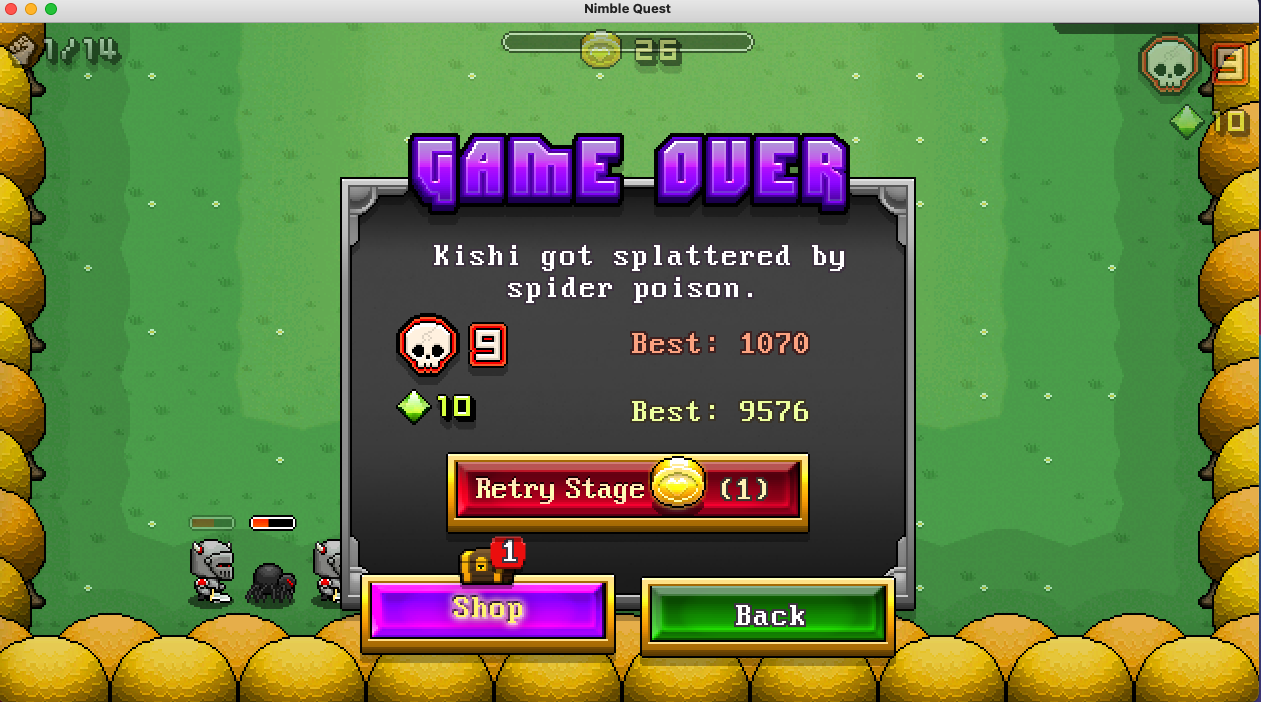 Nimble Quest
1/14
26
9
10
GAME OVER
Kishi got splattered by
spider poison.
9
Best: 1070
10
Best: 9576
Retry Stage (1)
1
Shop
Back